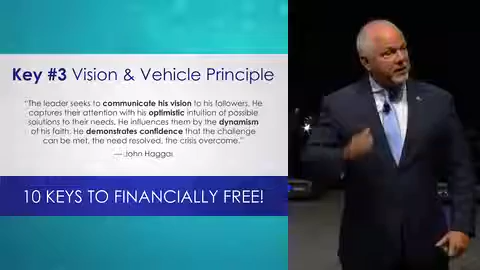 Key #3 Vision & Vehicle Principle
"The leader seeks to communicate his vision to his followers. He
captures their attention with his optimistic intuition of possible
solutions to their needs. He influences them by the dynamism
of his faith. He demonstrates confidence that the challenge
can be met, the need resolved, the crisis overcome."
— John Haggai
10 KEYS TO FINANCIALLY FREE!